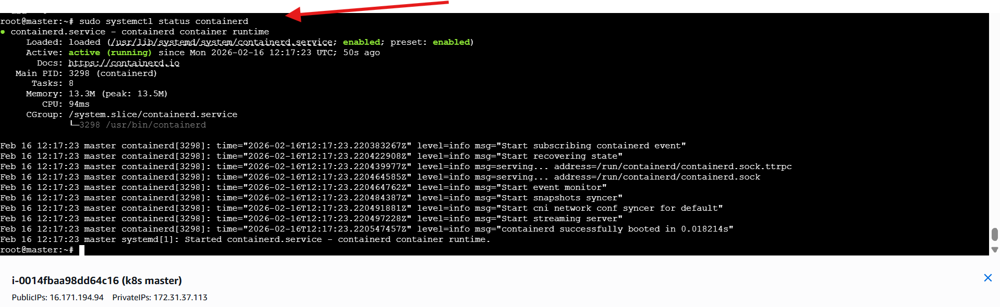 root@master:~# sudo systemctl status containerd
● containerd.service - containerd container runtime
Loaded: loaded (/usr/lib/systemd/system/containerd.service; enabled; preset: enabled)
Active: active (running) since Mon 2026-02-16 12:17:23 UTC; 50s ago
Docs: https://containerd.io
Main PID: 3298 (containerd)
Tasks: 8
Memory: 13.3M (peak: 13.5M)
CPU: 94ms
CGroup: /system.slice/containerd.service
└─3298 /usr/bin/containerd
Feb 16 12:17:23 master containerd[3298]: time="2026-02-16T12:17:23.220383267Z" level=info msg="Start subscribing containerd event"
Feb 16 12:17:23 master containerd[3298]: time="2026-02-16T12:17:23.220422908Z" level=info msg="Start recovering state"
Feb 16 12:17:23 master containerd[3298]: time="2026-02-16T12:17:23.220439977Z" level=info msg=serving... address=/run/containerd/containerd.sock.ttrpc
Feb 16 12:17:23 master containerd[3298]: time="2026-02-16T12:17:23.220464585Z" level=info msg=serving... address=/run/containerd/containerd.sock
Feb 16 12:17:23 master containerd[3298]: time="2026-02-16T12:17:23.220464762Z" level=info msg="Start event monitor"
Feb 16 12:17:23 master containerd[3298]: time="2026-02-16T12:17:23.220484387Z" level=info msg="Start snapshots syncer"
Feb 16 12:17:23 master containerd[3298]: time="2026-02-16T12:17:23.220491881Z" level=info msg="Start cni network conf syncer for default"
Feb 16 12:17:23 master containerd[3298]: time="2026-02-16T12:17:23.220497228Z" level=info msg="Start streaming server"
Feb 16 12:17:23 master containerd[3298]: time="2026-02-16T12:17:23.220547457Z" level=info msg="containerd successfully booted in 0.018214s"
Feb 16 12:17:23 master systemd[1]: Started containerd.service - containerd container runtime.
root@master:~#
i-0014fbaa98dd64c16 (k8s master)
PublicIPs: 16.171.194.94 PrivateIPs: 172.31.37.113